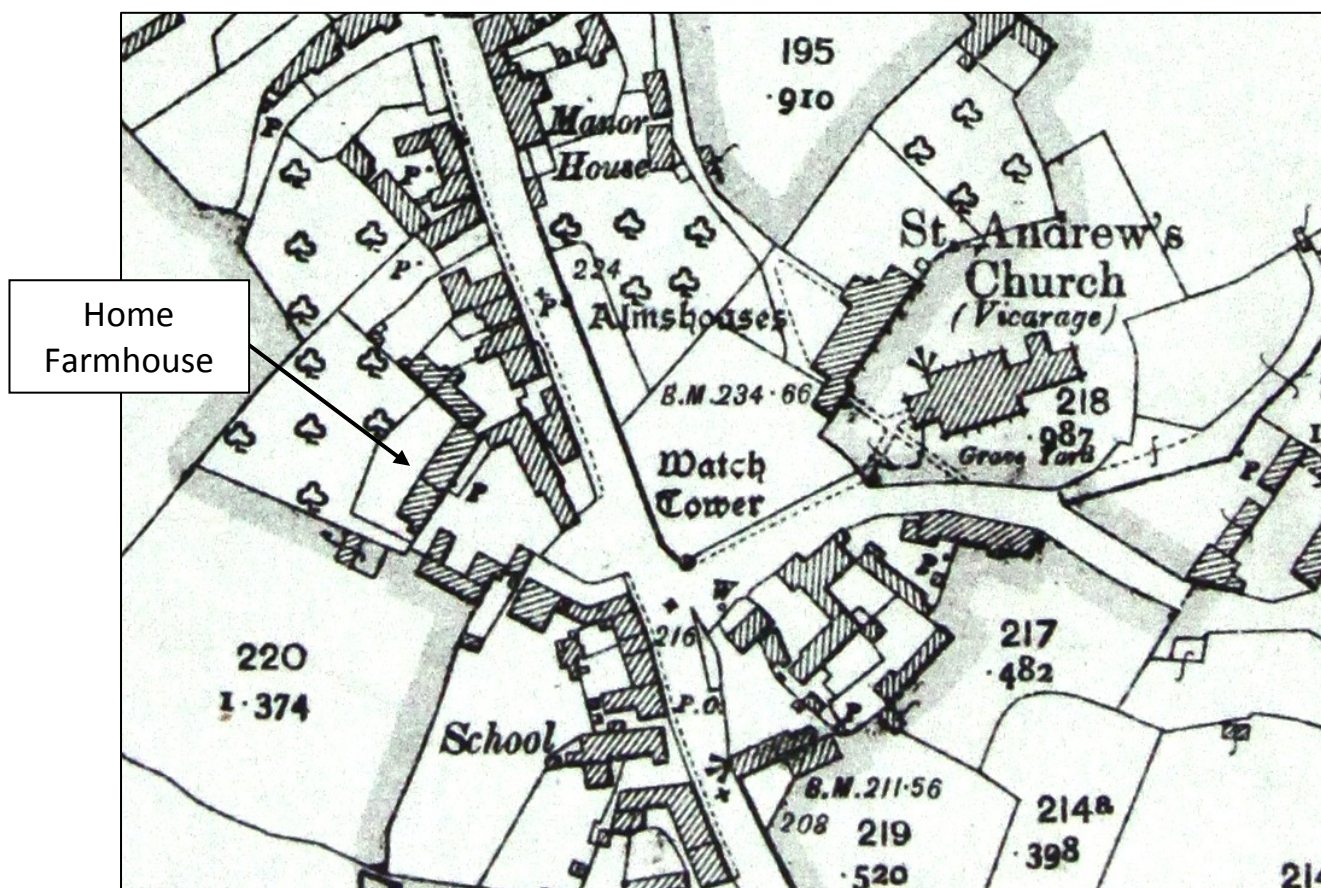 195
·910
P
Manor
House
P
St. Andrew's
Church
(Vicarage)
P
224
P
Almshouses
Home
Farmhouse
B.M. 234·66
218
·987
Grave Yard
Watch
Tower
P
P
P
W
216
217
·482
220
1·374
P.O.
P
School
B.M. 211·56
208
219
·520
214a
·398
214